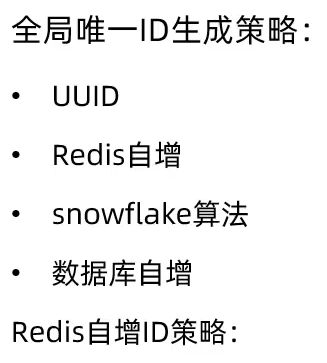 全局唯一ID生成策略：
• UUID
• Redis自增
• snowflake算法
• 数据库自增
Redis自增ID策略：